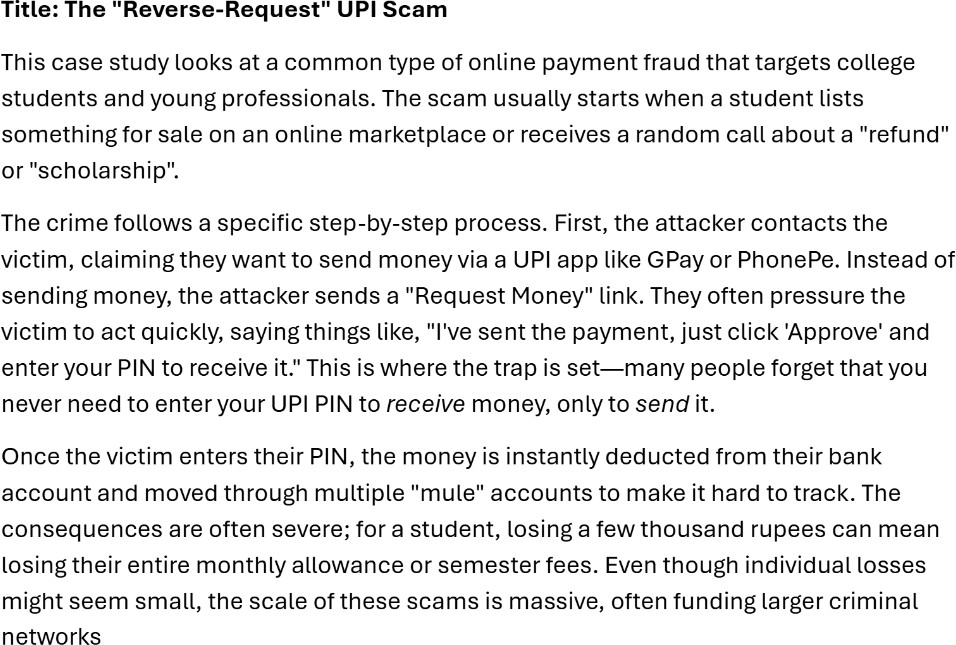 Title: The "Reverse-Request" UPI Scam
This case study looks at a common type of online payment fraud that targets college
students and young professionals. The scam usually starts when a student lists
something for sale on an online marketplace or receives a random call about a "refund"
or "scholarship".
The crime follows a specific step-by-step process. First, the attacker contacts the
victim, claiming they want to send money via a UPI app like GPay or PhonePe. Instead of
sending money, the attacker sends a "Request Money" link. They often pressure the
victim to act quickly, saying things like, "I've sent the payment, just click 'Approve' and
enter your PIN to receive it." This is where the trap is set—many people forget that you
never need to enter your UPI PIN to receive money, only to send it.
Once the victim enters their PIN, the money is instantly deducted from their bank
account and moved through multiple "mule" accounts to make it hard to track. The
consequences are often severe; for a student, losing a few thousand rupees can mean
losing their entire monthly allowance or semester fees. Even though individual losses
might seem small, the scale of these scams is massive, often funding larger criminal
networks